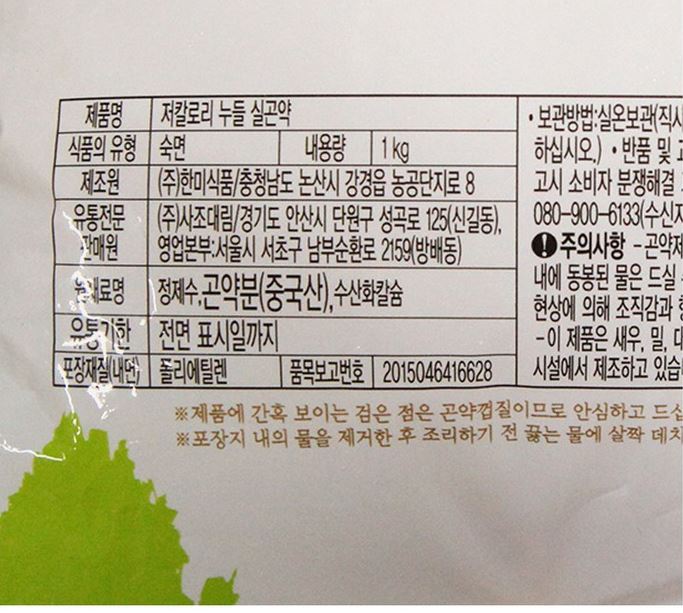 제품명 저칼로리 누들 실곤약
식품의 유형 숙면 내용량 1kg
제조원 (주)한미식품/충청남도 논산시 강경읍 농공단지로 8
유통전문 (주)사조대림/경기도 안산시 단원구 성곡로 125(신길동),
판매원 영업본부:서울시 서초구 남부순환로 2159(방배동)
원재료명 정제수,곤약분(중국산),수산화칼슘
유통기한 전면 표시일까지
포장재질(내면) 폴리에틸렌 품목보고번호 2015046416628
※제품에 간혹 보이는 검은 점은 곤약껍질이므로 안심하고 드십
※포장지 내의 물을 제거한 후 조리하기 전 끓는 물에 살짝 데치
• 보관방법:실온보관(직사
하십시오.) • 반품 및
고시 소비자 분쟁해결
080-900-6133(수신자
! 주의사항 -곤약제
내에 동봉된 물은 드실
현상에 의해 조직감과
-이 제품은 새우, 밀, 대
시설에서 제조하고 있습